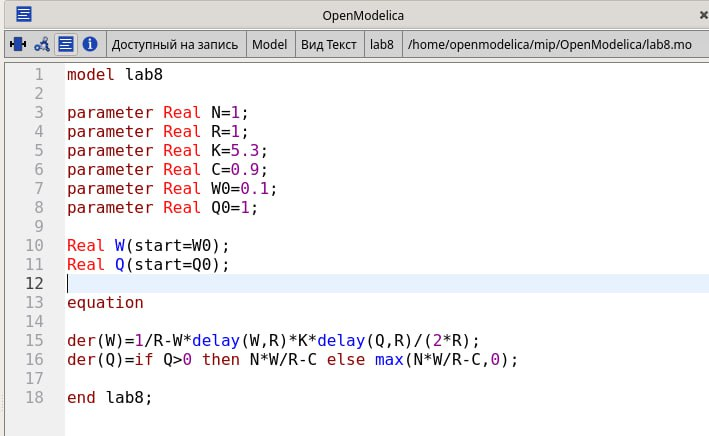 OpenModelica
Доступный на запись Model Вид Текст lab8 /home/openmodelica/mip/OpenModelica/lab8.mo
1 model lab8
2
3 parameter Real N=1;
4 parameter Real R=1;
5 parameter Real K=5.3;
6 parameter Real C=0.9;
7 parameter Real W0=0.1;
8 parameter Real Q0=1;
9
10 Real W(start=W0);
11 Real Q(start=Q0);
12
13 equation
14
15 der(W)=1/R-W*delay(W,R)*K*delay(Q,R)/(2*R);
16 der(Q)=if Q>0 then N*W/R-C else max(N*W/R-C,0);
17
18 end lab8;